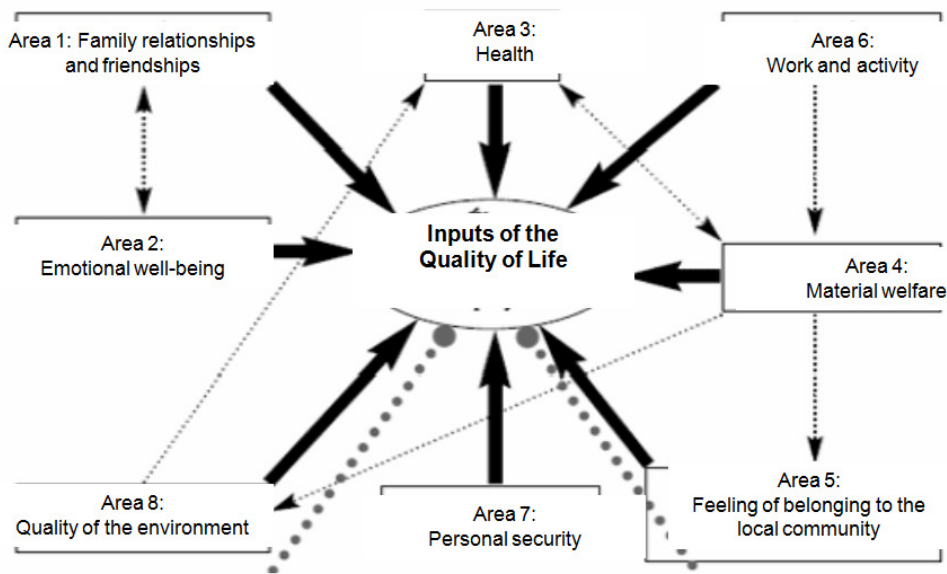 Area 1: Family relationships
and friendships
Area 3:
Health
Area 6:
Work and activity
Area 2:
Emotional well-being
Inputs of the
Quality of Life
Area 4:
Material welfare
Area 8:
Quality of the environment
Area 7:
Personal security
Area 5:
Feeling of belonging to the
local community